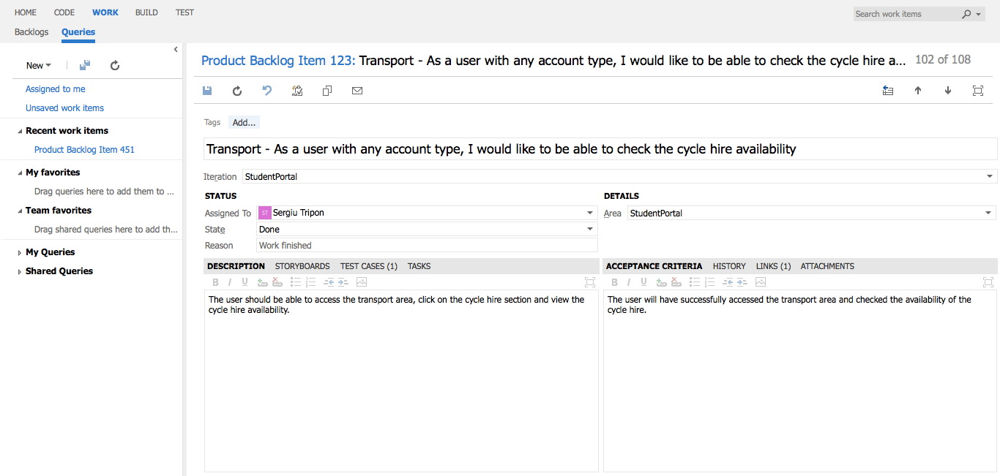 HOME CODE WORK BUILD TEST
Search work items
Backlogs Queries
New
Assigned to me
Unsaved work items
Recent work items
Product Backlog Item 451
My favorites
Drag queries here to add them to ...
Team favorites
Drag shared queries here to add th...
My Queries
Shared Queries
Product Backlog Item 123: Transport - As a user with any account type, I would like to be able to check the cycle hire a... 102 of 108
Tags Add...
Transport - As a user with any account type, I would like to be able to check the cycle hire availability
Iteration StudentPortal
STATUS
Assigned To ST Sergiu Tripon
State Done
Reason Work finished
DETAILS
Area StudentPortal
DESCRIPTION STORYBOARDS TEST CASES (1) TASKS
B I U
The user should be able to access the transport area, click on the cycle hire section and view the
cycle hire availability.
ACCEPTANCE CRITERIA HISTORY LINKS (1) ATTACHMENTS
B I U
The user will have successfully accessed the transport area and checked the availability of the
cycle hire.